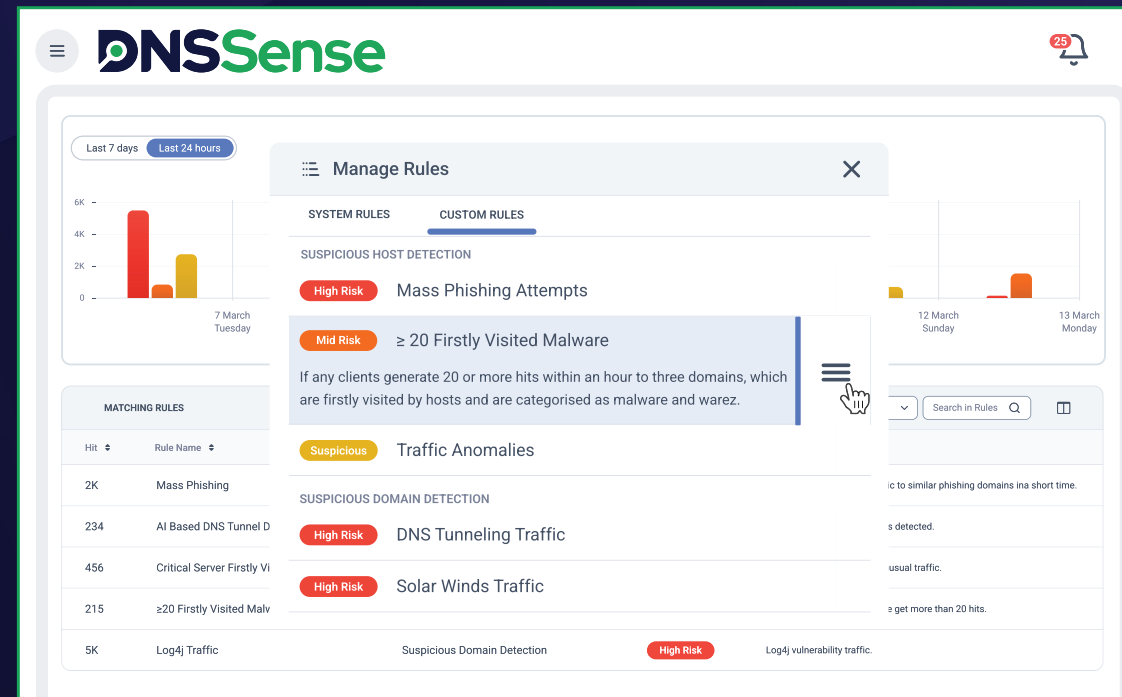 DNSSense
25
Last 7 days Last 24 hours
6K
4K
2K
0
7 March
Tuesday
12 March
Sunday
13 March
Monday
Manage Rules
SYSTEM RULES CUSTOM RULES
SUSPICIOUS HOST DETECTION
High Risk Mass Phishing Attempts
Mid Risk ≥ 20 Firstly Visited Malware
If any clients generate 20 or more hits within an hour to three domains, which
are firstly visited by hosts and are categorised as malware and warez.
Suspicious Traffic Anomalies
SUSPICIOUS DOMAIN DETECTION
High Risk DNS Tunneling Traffic
High Risk Solar Winds Traffic
MATCHING RULES
Search in Rules
Hit Rule Name
2K Mass Phishing
to similar phishing domains ina short time.
234 AI Based DNS Tunnel D
detected.
456 Critical Server Firstly Vi
usual traffic.
215 ≥20 Firstly Visited Malv
get more than 20 hits.
5K Log4j Traffic Suspicious Domain Detection High Risk Log4j vulnerability traffic.